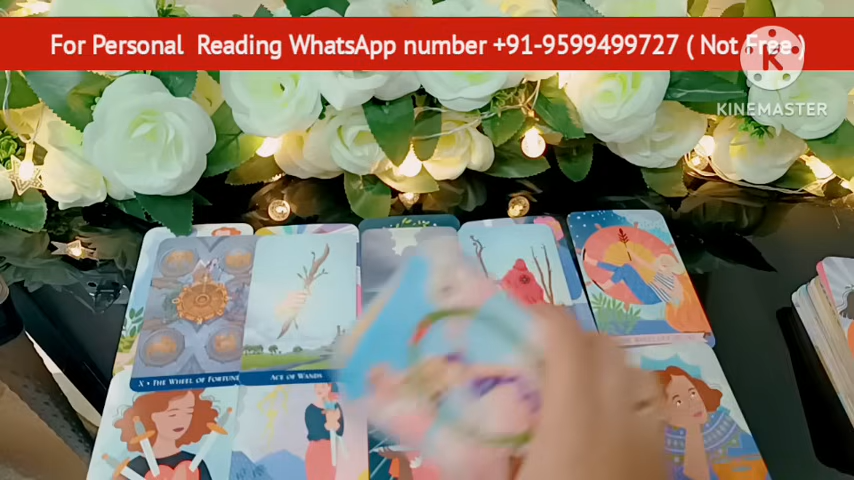 For Personal Reading WhatsApp number +91-9599499727 ( Not Free )
K
KINEMASTER
X • THE WHEEL OF FORTUNE
ACE OF WANDS